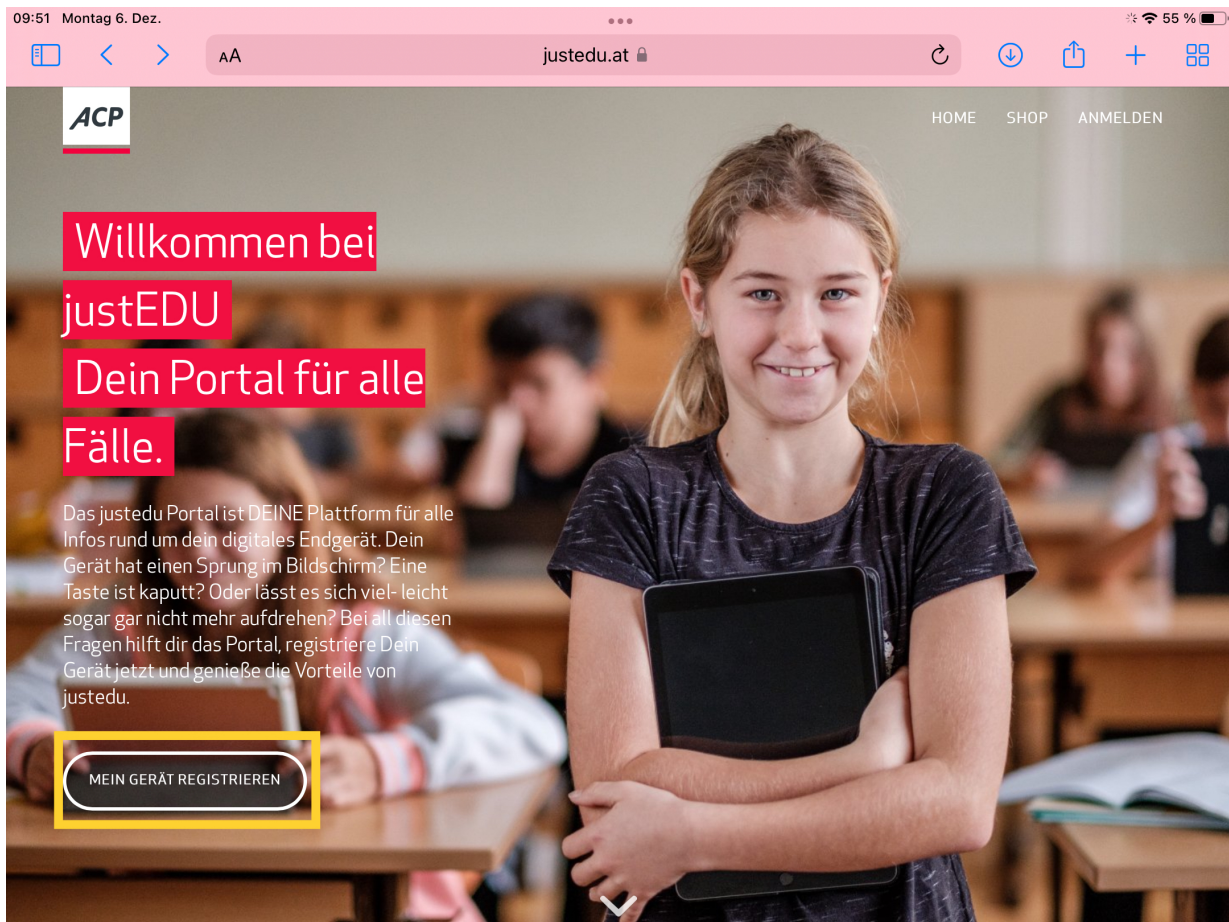 09:51 Montag 6. Dez.
55 %
AA
justedu.at
ACP
HOME SHOP ANMELDEN
Willkommen bei
justEDU
Dein Portal für alle
Fälle.
Das justedu Portal ist DEINE Plattform für alle
Infos rund um dein digitales Endgerät. Dein
Gerät hat einen Sprung im Bildschirm? Eine
Taste ist kaputt? Oder lässt es sich viel- leicht
sogar gar nicht mehr aufdrehen? Bei all diesen
Fragen hilft dir das Portal, registriere Dein
Gerät jetzt und genieße die Vorteile von
justedu.
MEIN GERÄT REGISTRIEREN